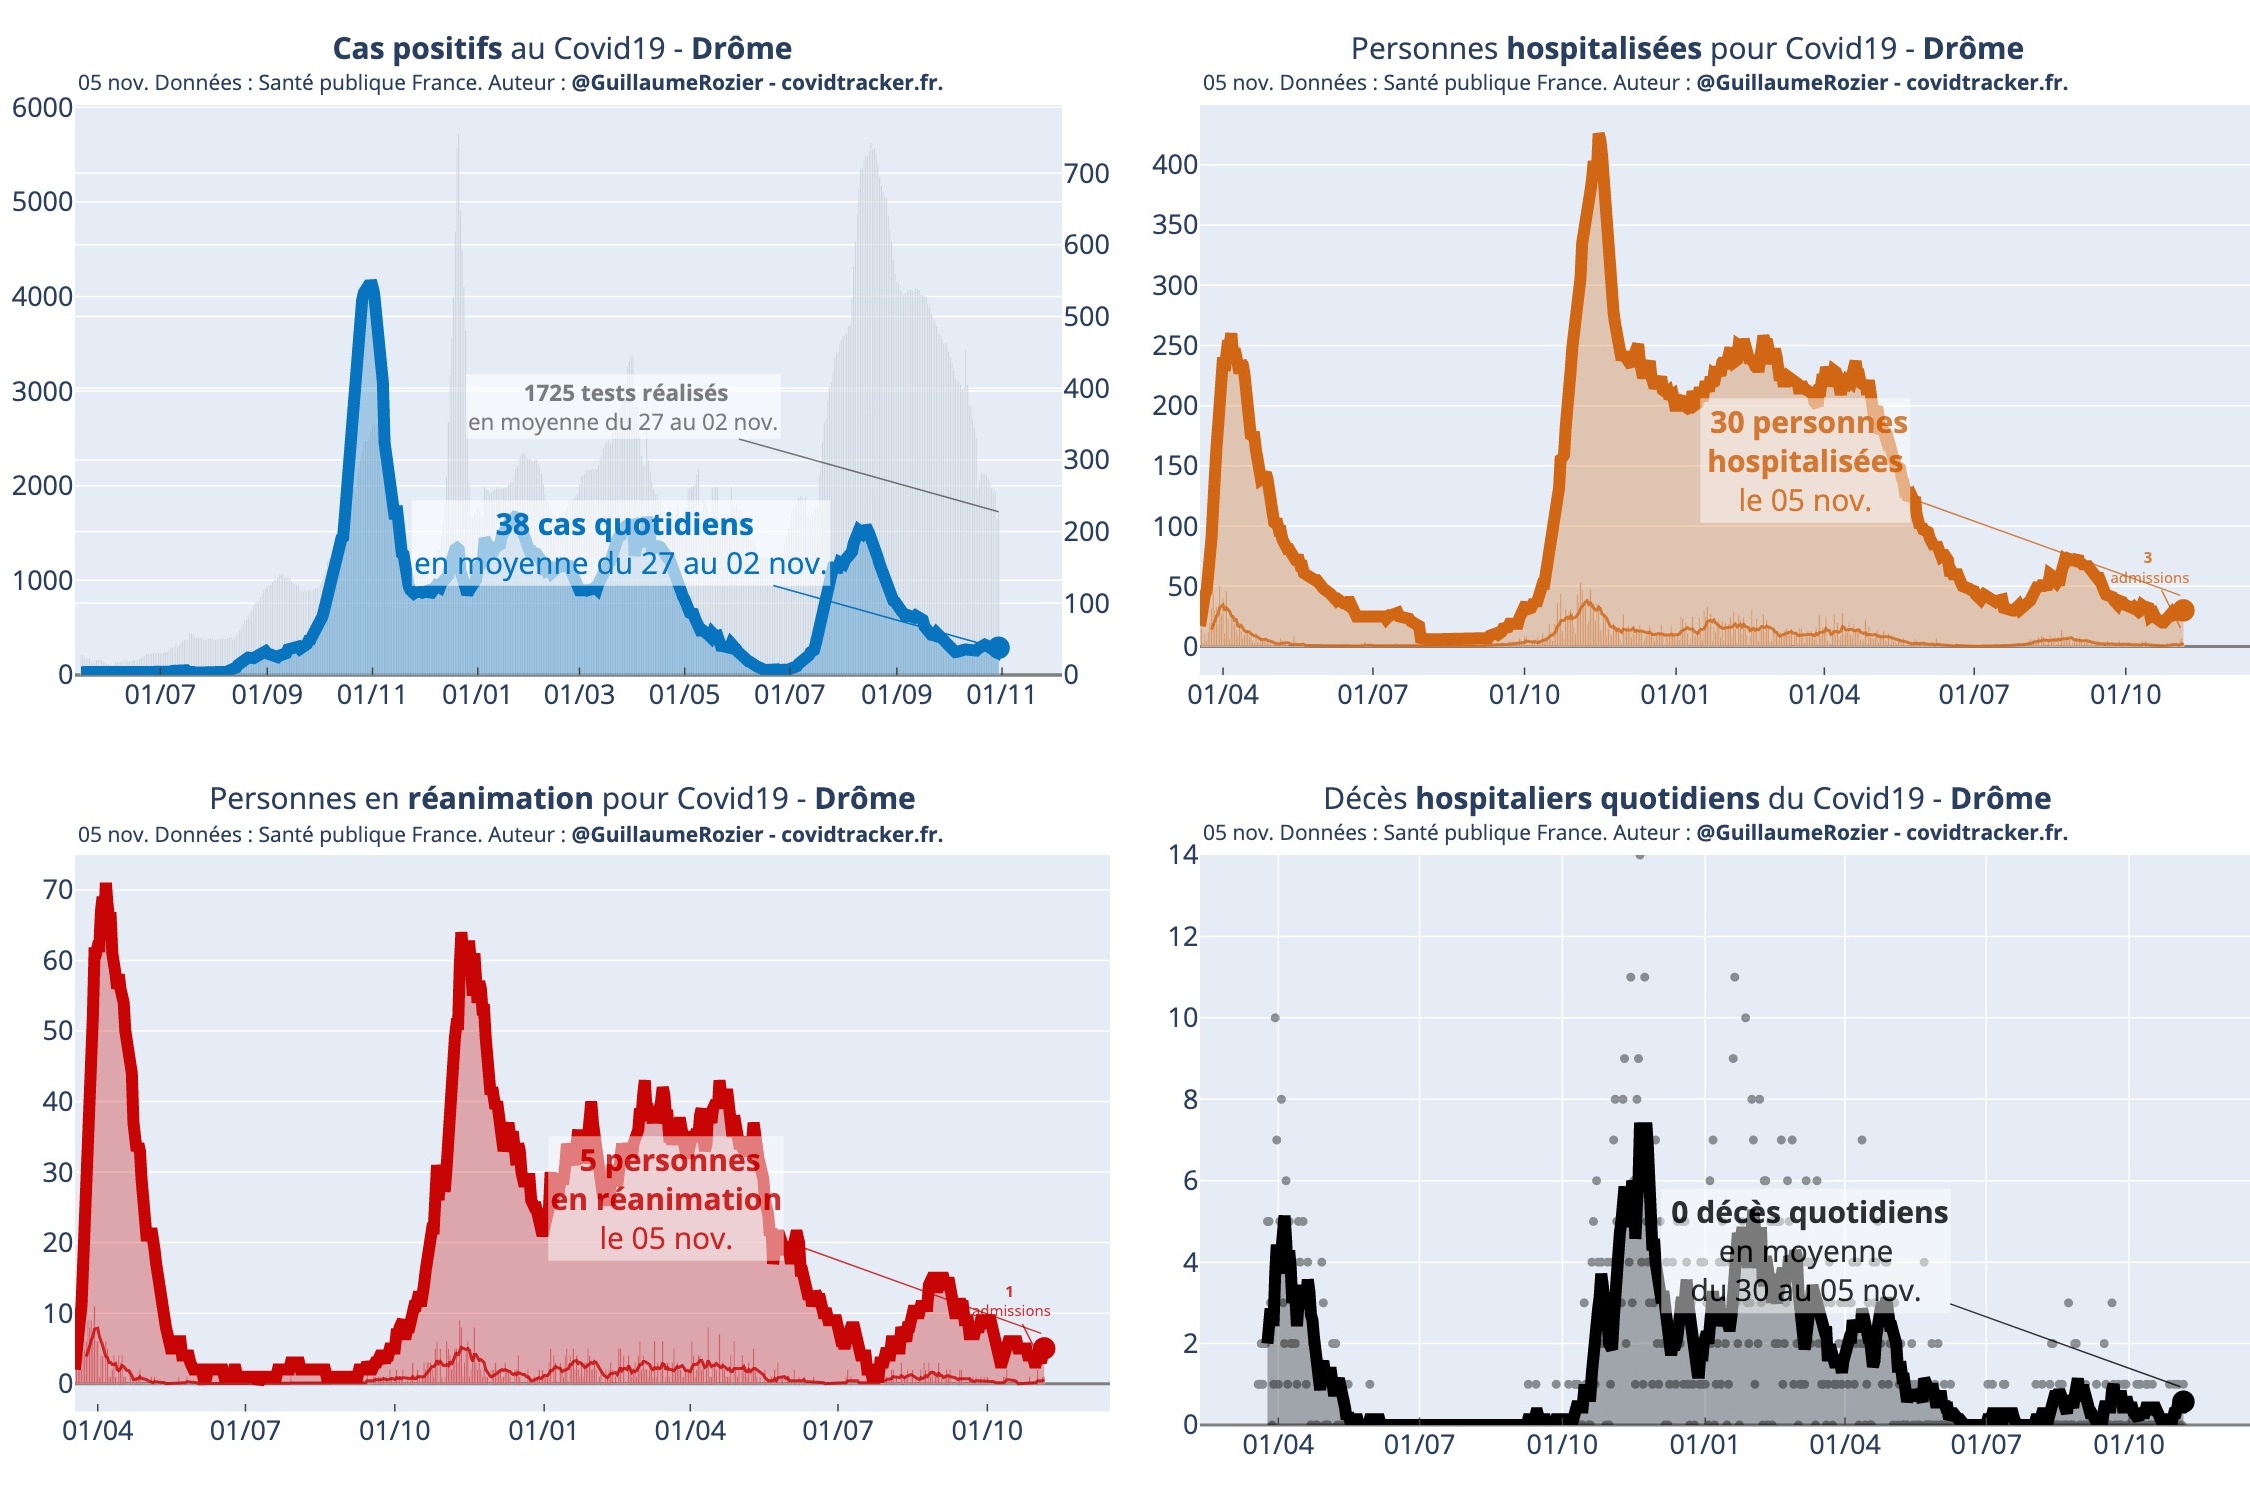 Cas positifs au Covid19 - Drôme
05 nov. Données : Santé publique France. Auteur : @GuillaumeRozier - covidtracker.fr.
6000
5000
4000
3000
2000
1000
0
700
600
500
400
300
200
100
0
1725 tests réalisés
en moyenne du 27 au 02 nov.
38 cas quotidiens
en moyenne du 27 au 02 nov.
01/07 01/09 01/11 01/01 01/03 01/05 01/07 01/09 01/11
Personnes hospitalisées pour Covid19 - Drôme
05 nov. Données : Santé publique France. Auteur : @GuillaumeRozier - covidtracker.fr.
400
350
300
250
200
150
100
50
0
30 personnes
hospitalisées
le 05 nov.
3
admissions
01/04 01/07 01/10 01/01 01/04 01/07 01/10
Personnes en réanimation pour Covid19 - Drôme
05 nov. Données : Santé publique France. Auteur : @GuillaumeRozier - covidtracker.fr.
70
60
50
40
30
20
10
0
5 personnes
en réanimation
le 05 nov.
1
admissions
01/04 01/07 01/10 01/01 01/04 01/07 01/10
Décès hospitaliers quotidiens du Covid19 - Drôme
05 nov. Données : Santé publique France. Auteur : @GuillaumeRozier - covidtracker.fr.
14
12
10
8
6
4
2
0
0 décès quotidiens
en moyenne
du 30 au 05 nov.
01/04 01/07 01/10 01/01 01/04 01/07 01/10